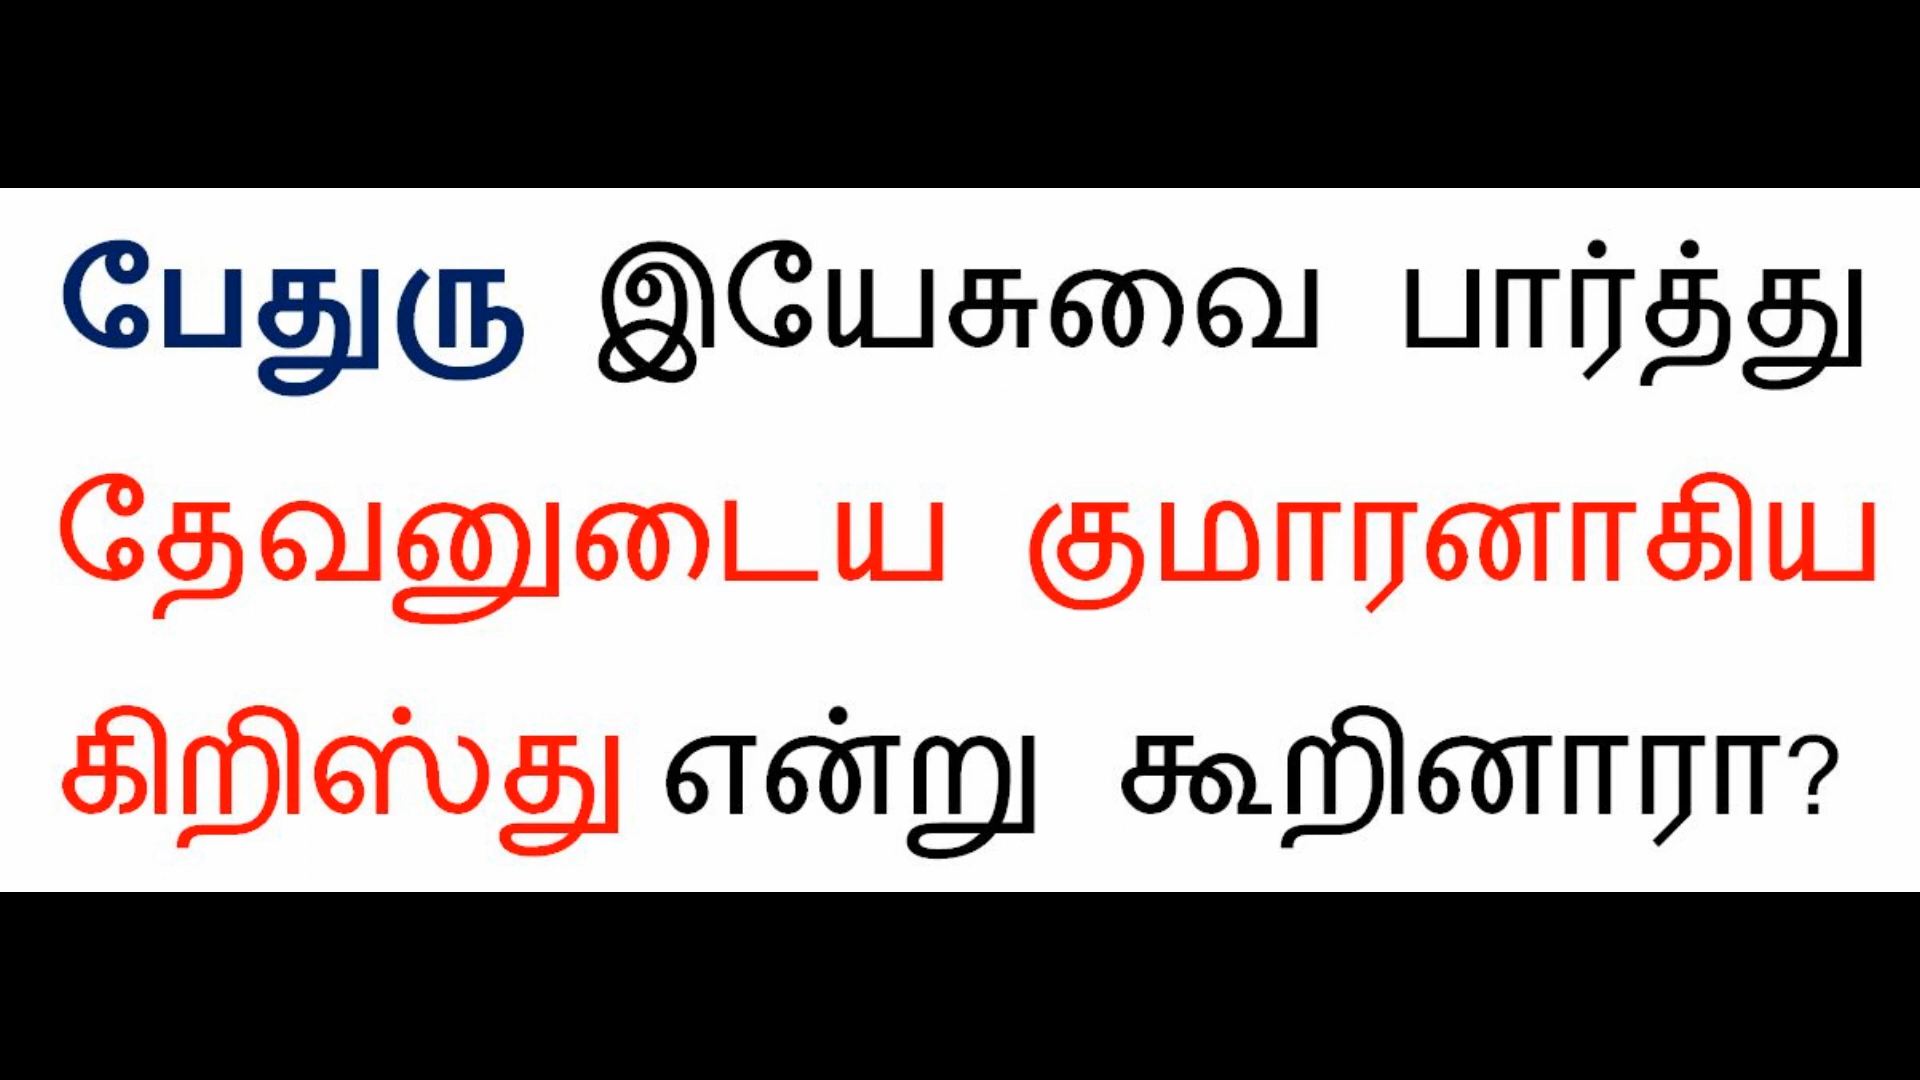 பேதுரு இயேசுவை பார்த்து
தேவனுடைய குமாரனாகிய
கிறிஸ்து என்று கூறினாரா?